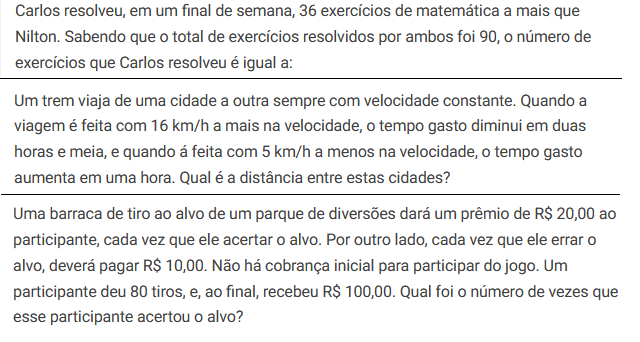 Carlos resolveu, em um final de semana, 36 exercícios de matemática a mais que
Nilton. Sabendo que o total de exercícios resolvidos por ambos foi 90, o número de
exercícios que Carlos resolveu é igual a:
Um trem viaja de uma cidade a outra sempre com velocidade constante. Quando a
viagem é feita com 16 km/h a mais na velocidade, o tempo gasto diminui em duas
horas e meia, e quando á feita com 5 km/h a menos na velocidade, o tempo gasto
aumenta em uma hora. Qual é a distância entre estas cidades?
Uma barraca de tiro ao alvo de um parque de diversões dará um prêmio de R$ 20,00 ao
participante, cada vez que ele acertar o alvo. Por outro lado, cada vez que ele errar o
alvo, deverá pagar R$ 10,00. Não há cobrança inicial para participar do jogo. Um
participante deu 80 tiros, e, ao final, recebeu R$ 100,00. Qual foi o número de vezes que
esse participante acertou o alvo?